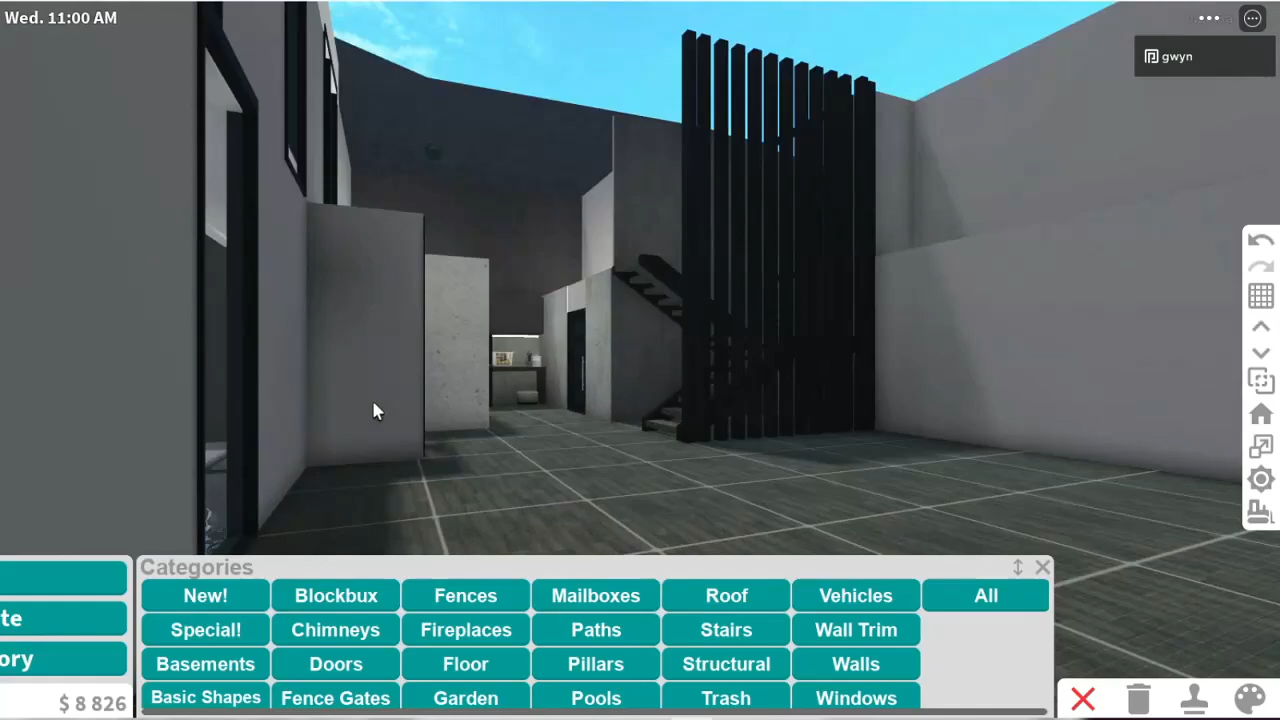 Wed. 11:00 AM
gwyn
Categories
New! Blockbux Fences Mailboxes Roof Vehicles All
te Special! Chimneys Fireplaces Paths Stairs Wall Trim
ory Basements Doors Floor Pillars Structural Walls
$ 8 826 Basic Shapes Fence Gates Garden Pools Trash Windows